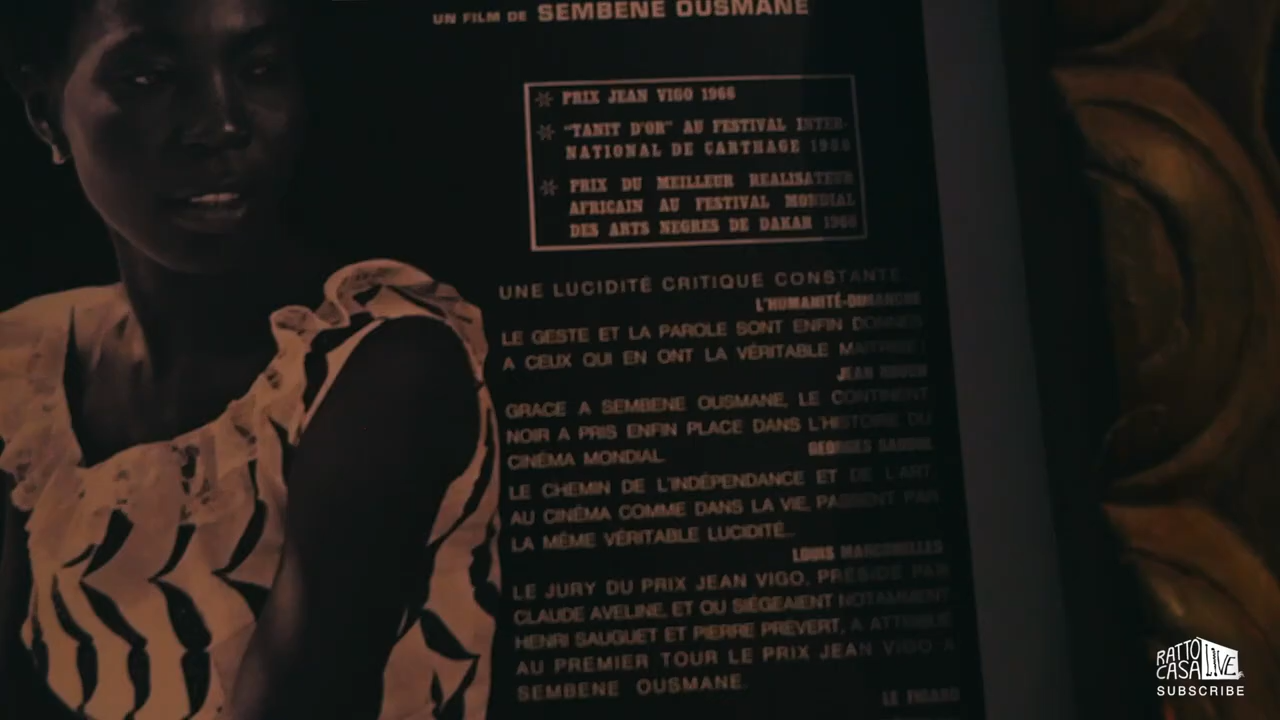 UN FILM DE SEMBENE OUSMANE
PRIX JEAN VIGO 1966
"TANIT D'OR" AU FESTIVAL INTER-
NATIONAL DE CARTHAGE
PRIX DU MEILLEUR REALISATEUR
AFRICAIN AU FESTIVAL MONDIAL
DES ARTS NEGRES DE DAKAR 1966
UNE LUCIDITÉ CRITIQUE CONSTANTE...
L'HUMANITÉ-DIMANCHE
LE GESTE ET LA PAROLE SONT ENFIN DONNÉS
A CEUX QUI EN ONT LA VÉRITABLE
JEAN ROUCH
GRACE A SEMBENE OUSMANE, LE CONTINENT
NOIR A PRIS ENFIN PLACE DANS L'HISTOIRE DU
CINÉMA MONDIAL.
GEORGES SADOUL
LE CHEMIN DE L'INDÉPENDANCE ET DE L'ART
AU CINÉMA COMME DANS LA VIE, PASSENT PAR
LA MÊME VÉRITABLE LUCIDITÉ...
LOUIS MARCORELLES
LE JURY DU PRIX JEAN VIGO, PRÉSIDÉ PAR
CLAUDE AVELINE, ET OU SIÉGEAIENT NOTAMMENT
HENRI SAUGUET ET PIERRE PRÉVERT, A ATTRIBUÉ
AU PREMIER TOUR LE PRIX JEAN VIGO A
SEMBENE OUSMANE.
LE FIGARO
RATTO
CASA LIVE
SUBSCRIBE